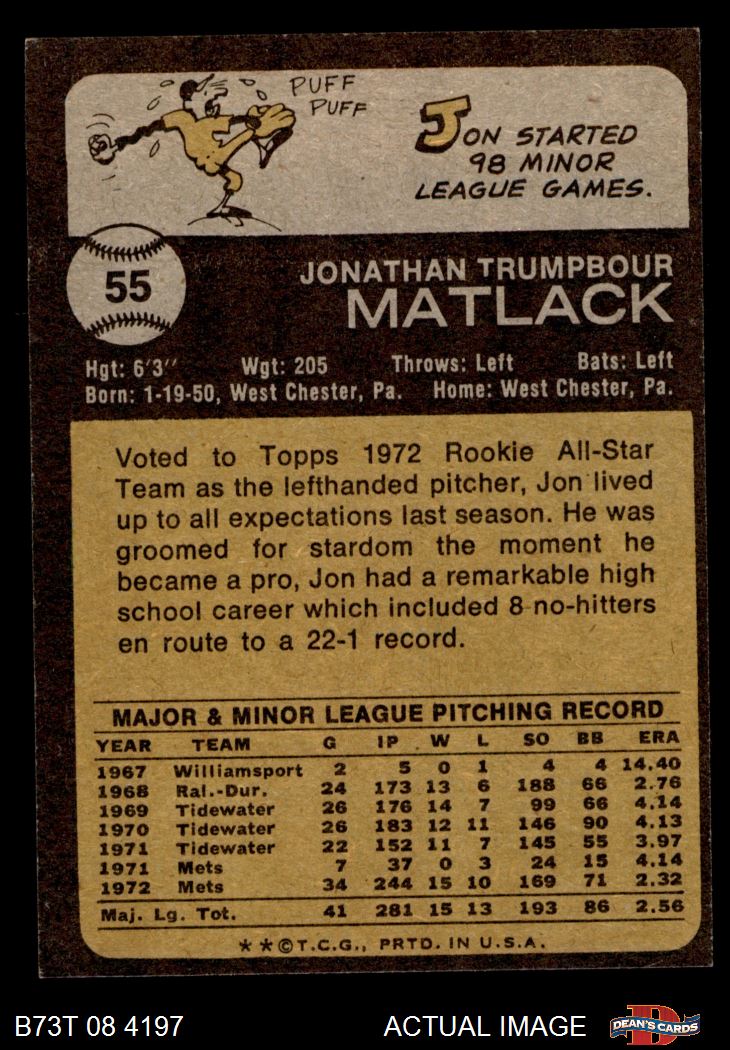 PUFF
PUFF
JON STARTED
98 MINOR
LEAGUE GAMES.
55
JONATHAN TRUMPBOUR
MATLACK
Hgt: 6'3" Wgt: 205 Throws: Left Bats: Left
Born: 1-19-50, West Chester, Pa. Home: West Chester, Pa.
Voted to Topps 1972 Rookie All-Star
Team as the lefthanded pitcher, Jon lived
up to all expectations last season. He was
groomed for stardom the moment he
became a pro, Jon had a remarkable high
school career which included 8 no-hitters
en route to a 22-1 record.
MAJOR & MINOR LEAGUE PITCHING RECORD
YEAR TEAM G IP W L SO BB ERA
1967 Williamsport 2 5 0 1 4 4 14.40
1968 Ral.-Dur. 24 173 13 6 188 66 2.76
1969 Tidewater 26 176 14 7 99 66 4.14
1970 Tidewater 26 183 12 11 146 90 4.13
1971 Tidewater 22 152 11 7 145 55 3.97
1971 Mets 7 37 0 3 24 15 4.14
1972 Mets 34 244 15 10 169 71 2.32
Maj. Lg. Tot. 41 281 15 13 193 86 2.56
**©T.C.G., PRTD. IN U.S.A.
B73T 08 4197 ACTUAL IMAGE DEAN'S CARDS